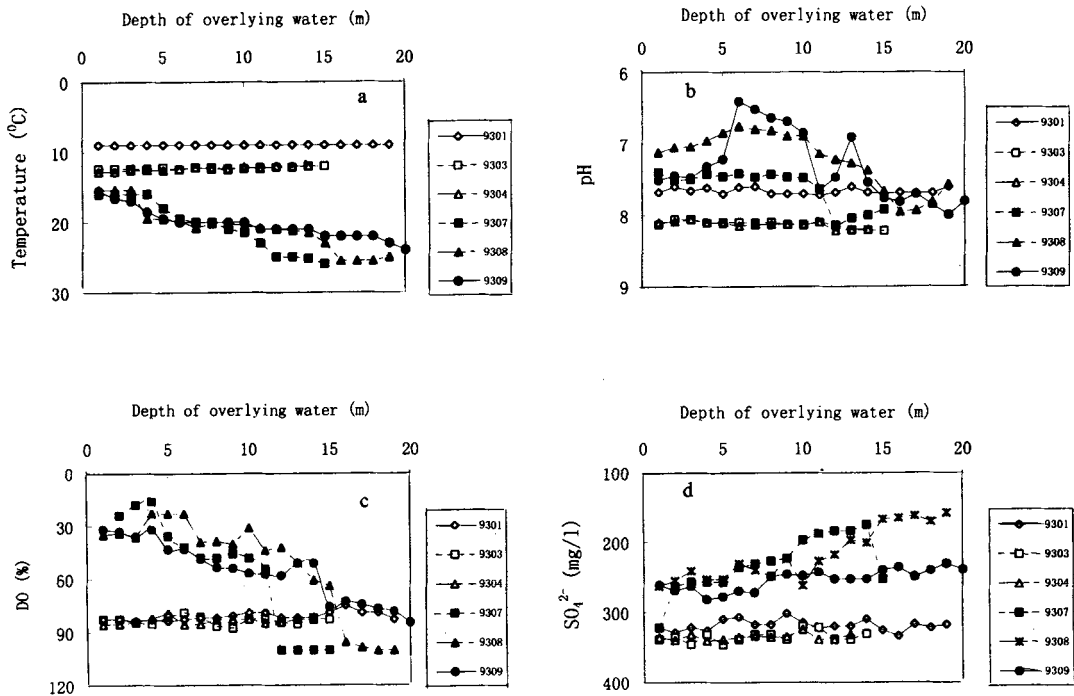 Depth of overlying water (m)
0 5 10 15 20
0
10
20
30
Temperature (⁰C)
a
9301
9303
9304
9307
9308
9309
Depth of overlying water (m)
0 5 10 15 20
6
7
8
9
pH
b
9301
9303
9304
9307
9308
9309
Depth of overlying water (m)
0 5 10 15 20
0
30
60
90
120
DO (%)
c
9301
9303
9304
9307
9308
9309
Depth of overlying water (m)
0 5 10 15 20
100
200
300
400
SO₄²⁻ (mg/l)
d
9301
9303
9304
9307
9308
9309